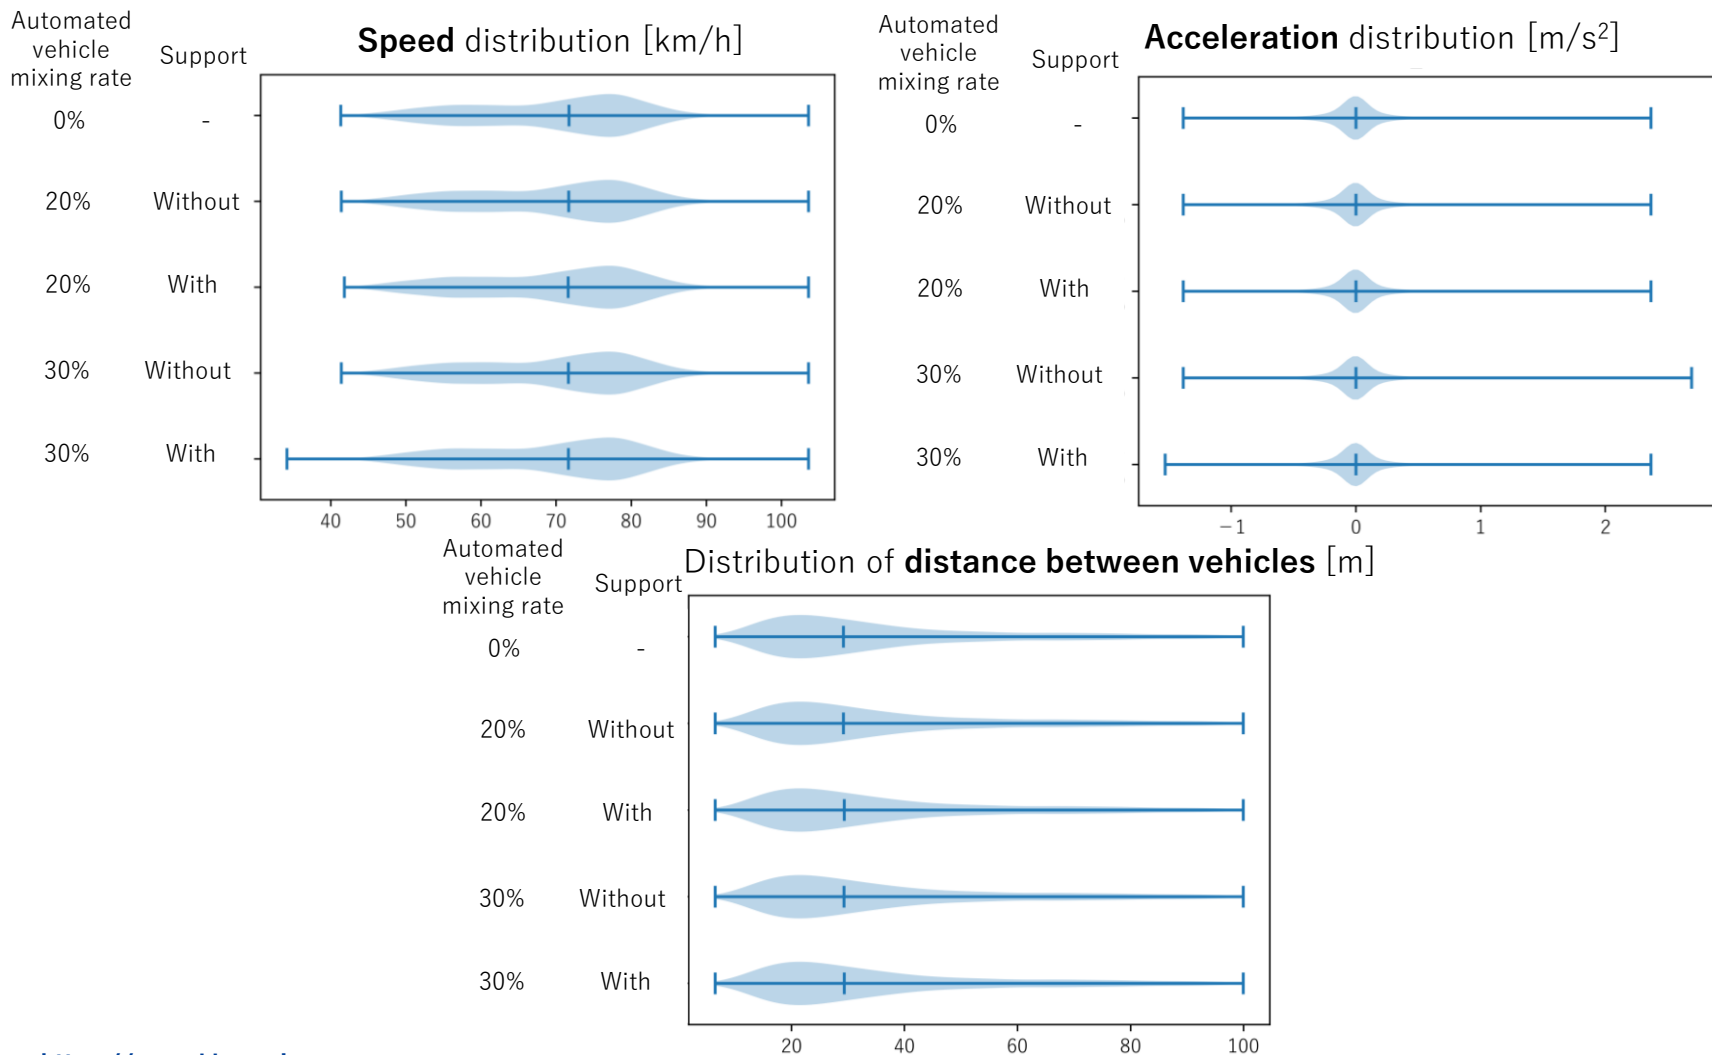 Automated
vehicle
mixing rate
Support
Speed distribution [km/h]
0% -
20% Without
20% With
30% Without
30% With
40 50 60 70 80 90 100
Automated
vehicle
mixing rate
Support
Acceleration distribution [m/s²]
0% -
20% Without
20% With
30% Without
30% With
−1 0 1 2
Automated
vehicle
mixing rate
Support
Distribution of distance between vehicles [m]
0% -
20% Without
20% With
30% Without
30% With
20 40 60 80 100